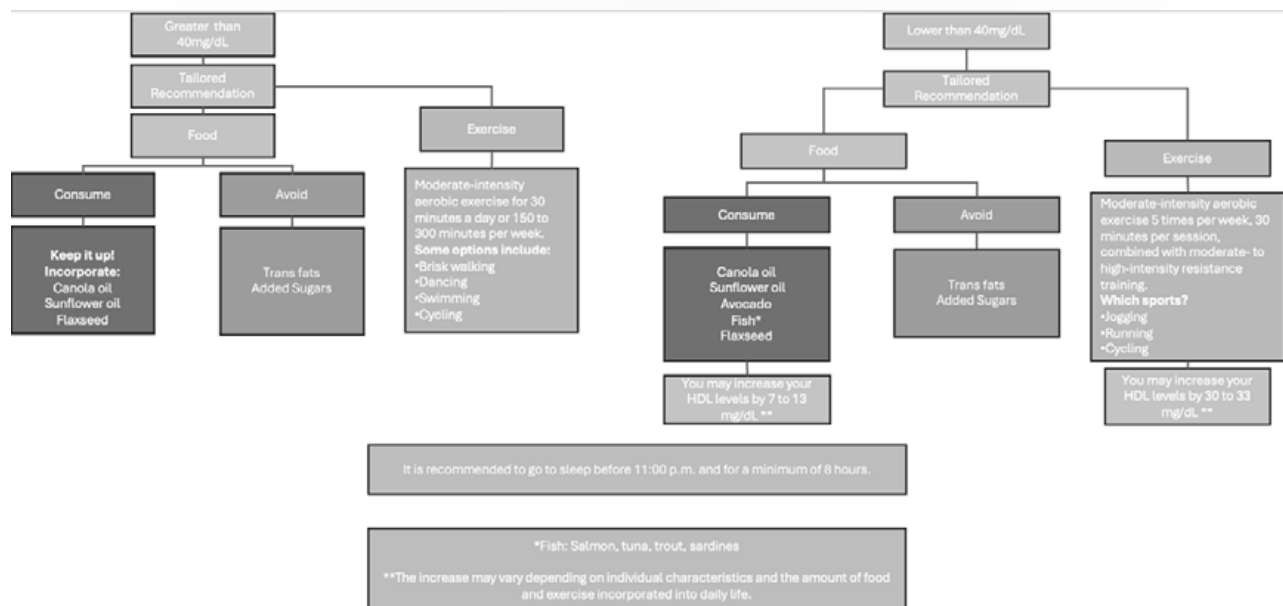 Greater than
40mg/dL
Tailored
Recommendation
Food
Exercise
Consume
Avoid
Keep it up!
Incorporate:
Canola oil
Sunflower oil
Flaxseed
Trans fats
Added Sugars
Moderate-intensity
aerobic exercise for 30
minutes a day or 150 to
300 minutes per week.
Some options include:
•Brisk walking
•Dancing
•Swimming
•Cycling
Lower than 40mg/dL
Tailored
Recommendation
Food
Exercise
Consume
Avoid
Canola oil
Sunflower oil
Avocado
Fish*
Flaxseed
Trans fats
Added Sugars
Moderate-intensity aerobic
exercise 5 times per week, 30
minutes per session,
combined with moderate- to
high-intensity resistance
training.
Which sports?
•Jogging
•Running
•Cycling
You may increase your
HDL levels by 7 to 13
mg/dL **
You may increase your
HDL levels by 30 to 33
mg/dL **
It is recommended to go to sleep before 11:00 p.m. and for a minimum of 8 hours.
*Fish: Salmon, tuna, trout, sardines
**The increase may vary depending on individual characteristics and the amount of food
and exercise incorporated into daily life.